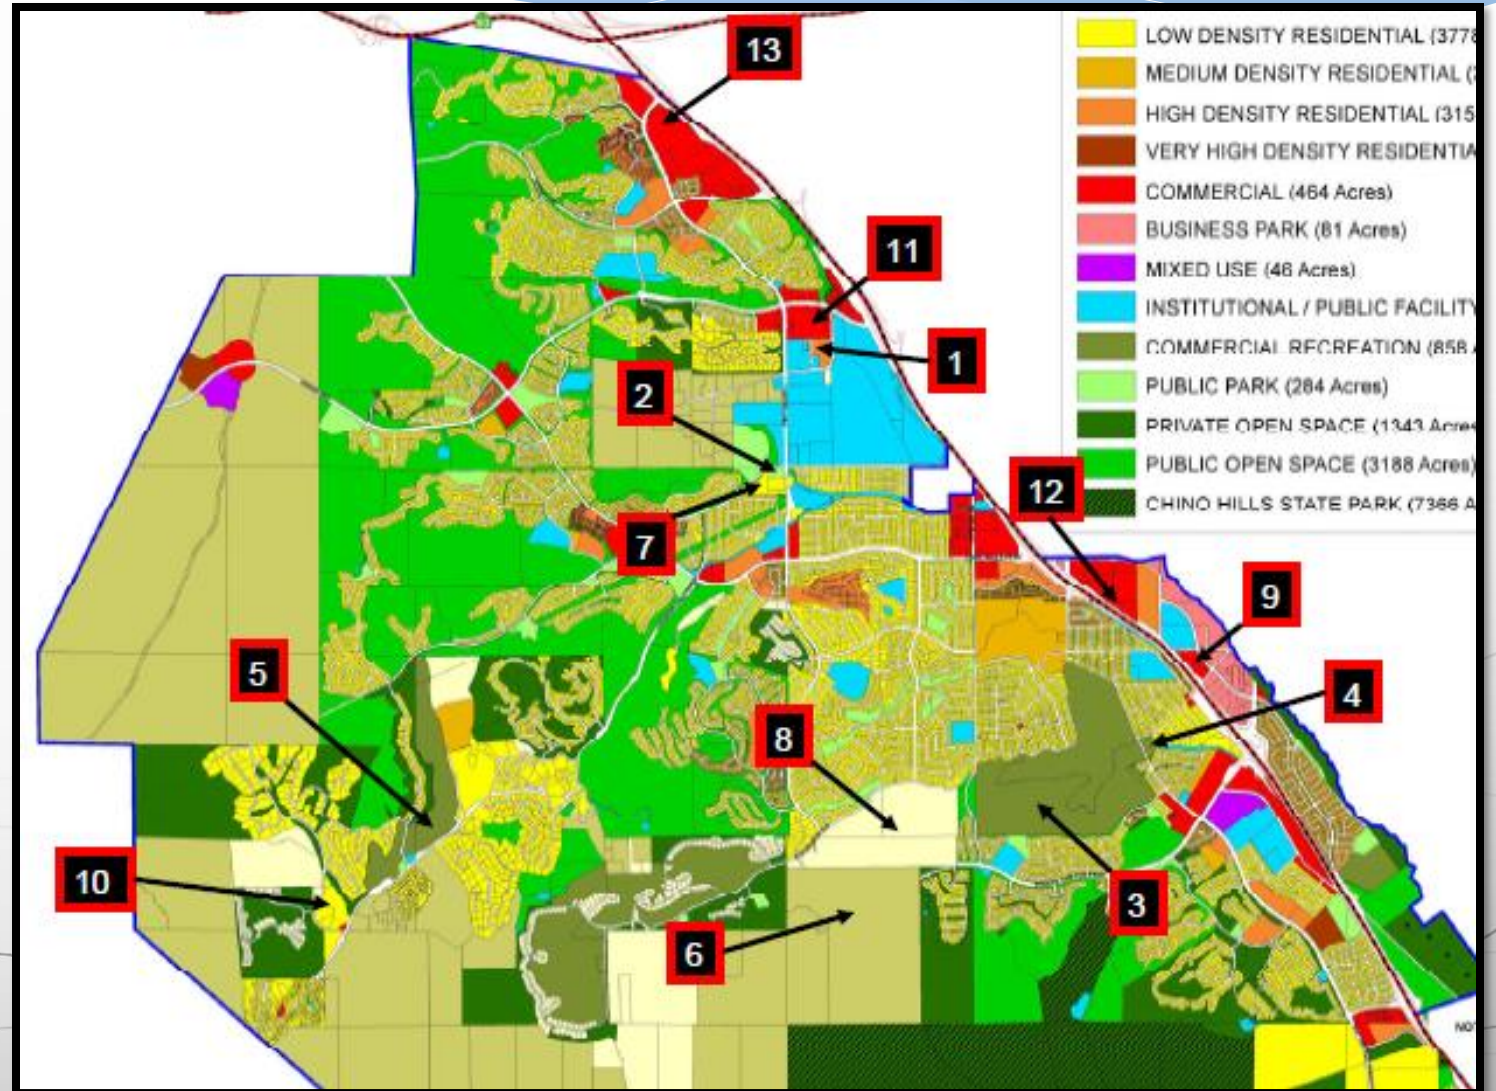 13
LOW DENSITY RESIDENTIAL (3778
MEDIUM DENSITY RESIDENTIAL (
HIGH DENSITY RESIDENTIAL (315
VERY HIGH DENSITY RESIDENTIA
COMMERCIAL (464 Acres)
BUSINESS PARK (81 Acres)
MIXED USE (46 Acres)
INSTITUTIONAL / PUBLIC FACILITY
COMMERCIAL RECREATION (858
PUBLIC PARK (284 Acres)
PRIVATE OPEN SPACE (1343 Acres
PUBLIC OPEN SPACE (3188 Acres)
CHINO HILLS STATE PARK (7366 A
11
1
2
12
7
9
5
4
8
10
3
6
NO